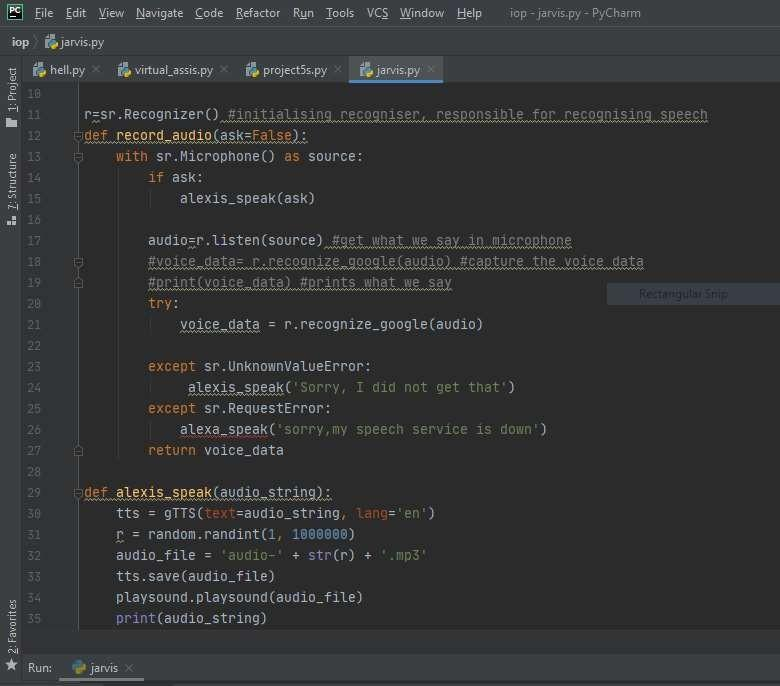 PC File Edit View Navigate Code Refactor Run Tools VCS Window Help iop - jarvis.py - PyCharm
iop jarvis.py
hell.py virtual_assis.py project5s.py jarvis.py
1: Project
7: Structure
2: Favorites
10
11 r=sr.Recognizer() #initialising recogniser, responsible for recognising speech
12 def record_audio(ask=False):
13 with sr.Microphone() as source:
14 if ask:
15 alexis_speak(ask)
16
17 audio=r.listen(source) #get what we say in microphone
18 #voice_data= r.recognize_google(audio) #capture the voice data
19 #print(voice_data) #prints what we say
Rectangular Snip
20 try:
21 voice_data = r.recognize_google(audio)
22
23 except sr.UnknownValueError:
24 alexis_speak('Sorry, I did not get that')
25 except sr.RequestError:
26 alexa_speak('sorry,my speech service is down')
27 return voice_data
28
29 def alexis_speak(audio_string):
30 tts = gTTS(text=audio_string, lang='en')
31 r = random.randint(1, 1000000)
32 audio_file = 'audio-' + str(r) + '.mp3'
33 tts.save(audio_file)
34 playsound.playsound(audio_file)
35 print(audio_string)
Run: jarvis